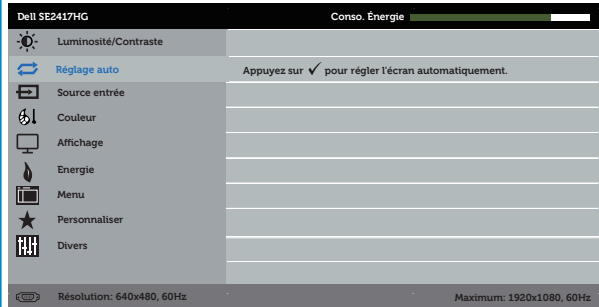 Dell SE2417HG Conso. Énergie
Luminosité/Contraste
Réglage auto Appuyez sur ✓ pour régler l'écran automatiquement.
Source entrée
Couleur
Affichage
Energie
Menu
Personnaliser
Divers
Résolution: 640x480, 60Hz Maximum: 1920x1080, 60Hz